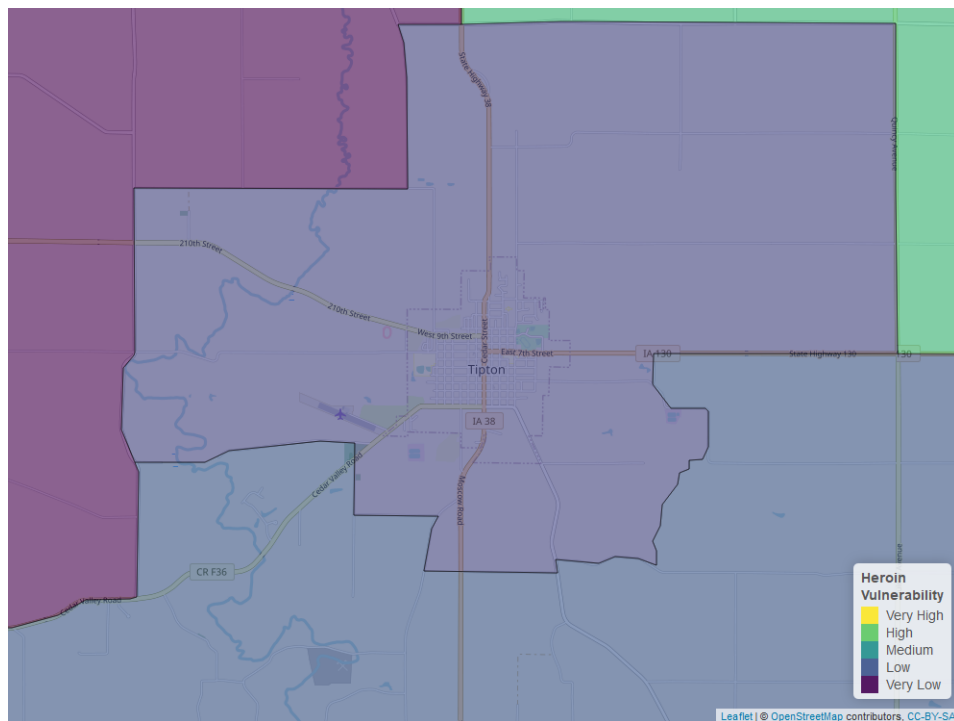 State Highway 38
Quincy Avenue
210th Street
210th Street
West 9th Street
Cedar Street
East 7th Street
IA 130
State Highway 130
130
Tipton
IA 38
Cedar Valley Road
Moscow Road
CR F36
Cedar Valley Road
enue
Heroin
Vulnerability
Very High
High
Medium
Low
Very Low
Leaflet | © OpenStreetMap contributors, CC-BY-SA